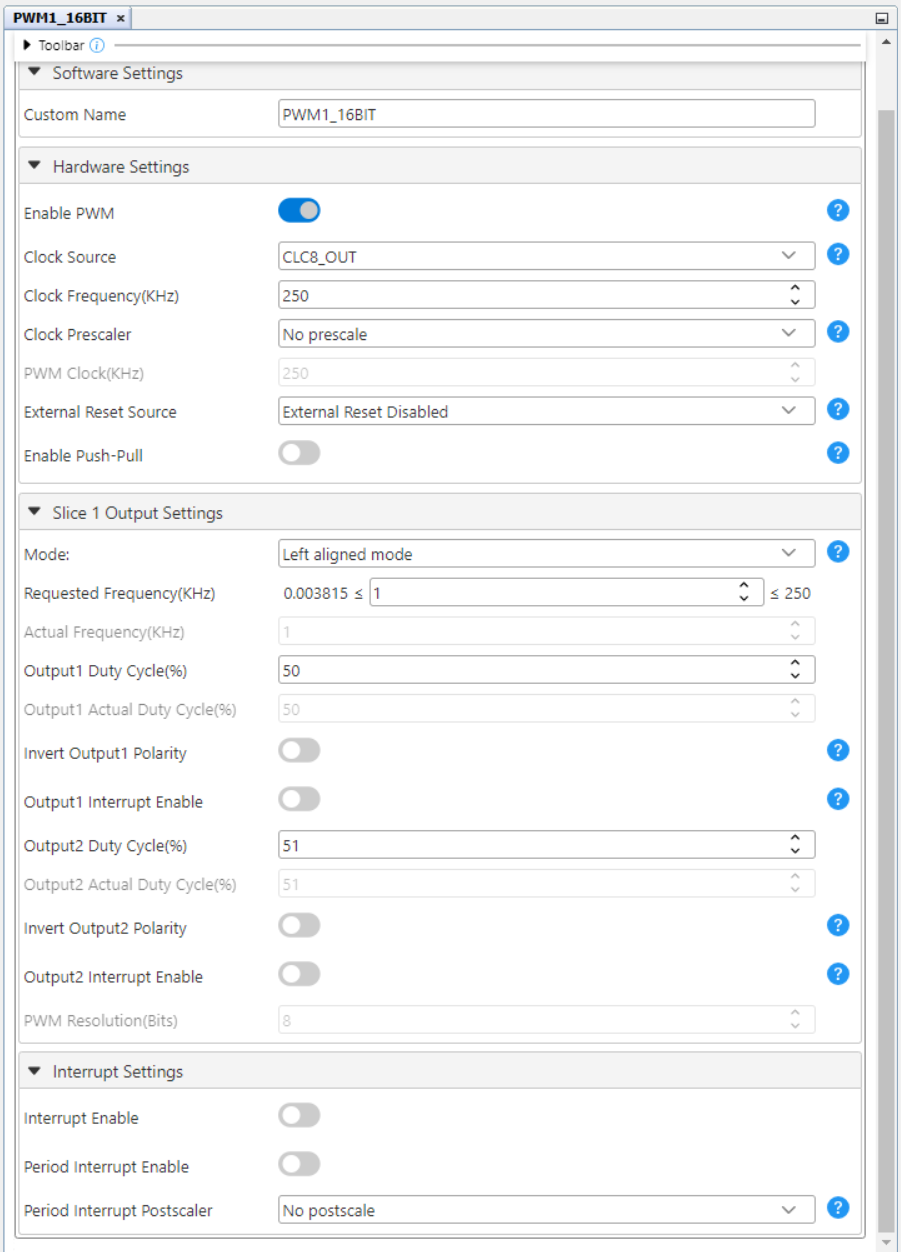 PWM1_16BIT ×
Toolbar i
Software Settings
Custom Name PWM1_16BIT
Hardware Settings
Enable PWM ?
Clock Source CLC8_OUT ?
Clock Frequency(KHz) 250
Clock Prescaler No prescale ?
PWM Clock(KHz) 250
External Reset Source External Reset Disabled ?
Enable Push-Pull ?
Slice 1 Output Settings
Mode: Left aligned mode ?
Requested Frequency(KHz) 0.003815 ≤ 1 ≤ 250
Actual Frequency(KHz) 1
Output1 Duty Cycle(%) 50
Output1 Actual Duty Cycle(%) 50
Invert Output1 Polarity ?
Output1 Interrupt Enable ?
Output2 Duty Cycle(%) 51
Output2 Actual Duty Cycle(%) 51
Invert Output2 Polarity ?
Output2 Interrupt Enable ?
PWM Resolution(Bits) 8
Interrupt Settings
Interrupt Enable
Period Interrupt Enable
Period Interrupt Postscaler No postscale ?